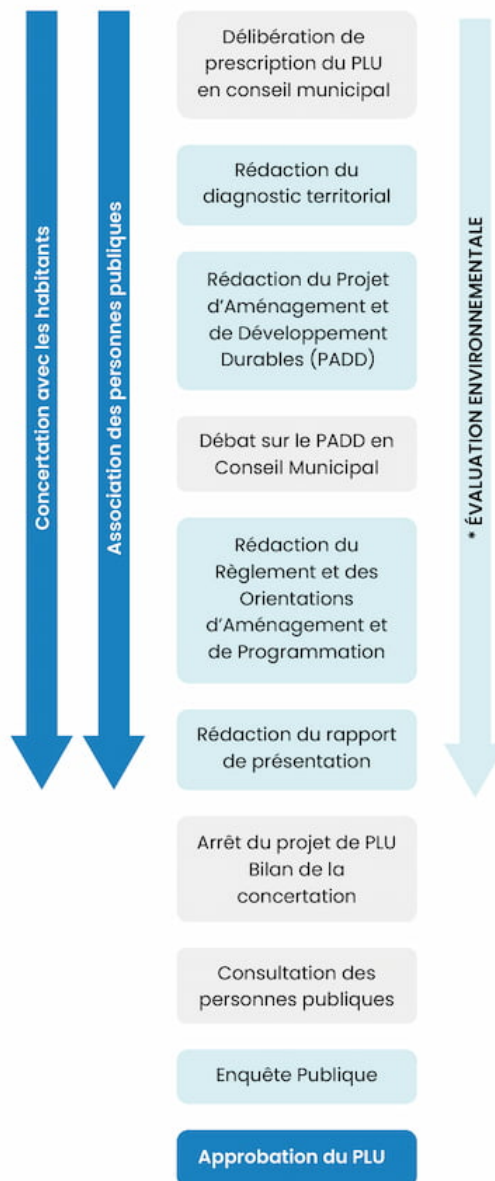 Délibération de
prescription du PLU
en conseil municipal
Rédaction du
diagnostic territorial
Rédaction du Projet
d'Aménagement et
de Développement
Durables (PADD)
Débat sur le PADD en
Conseil Municipal
Rédaction du
Règlement et des
Orientations
d'Aménagement et
de Programmation
Rédaction du rapport
de présentation
Arrêt du projet de PLU
Bilan de la
concertation
Consultation des
personnes publiques
Enquête Publique
Approbation du PLU
Concertation avec les habitants
Association des personnes publiques
* ÉVALUATION ENVIRONNEMENTALE